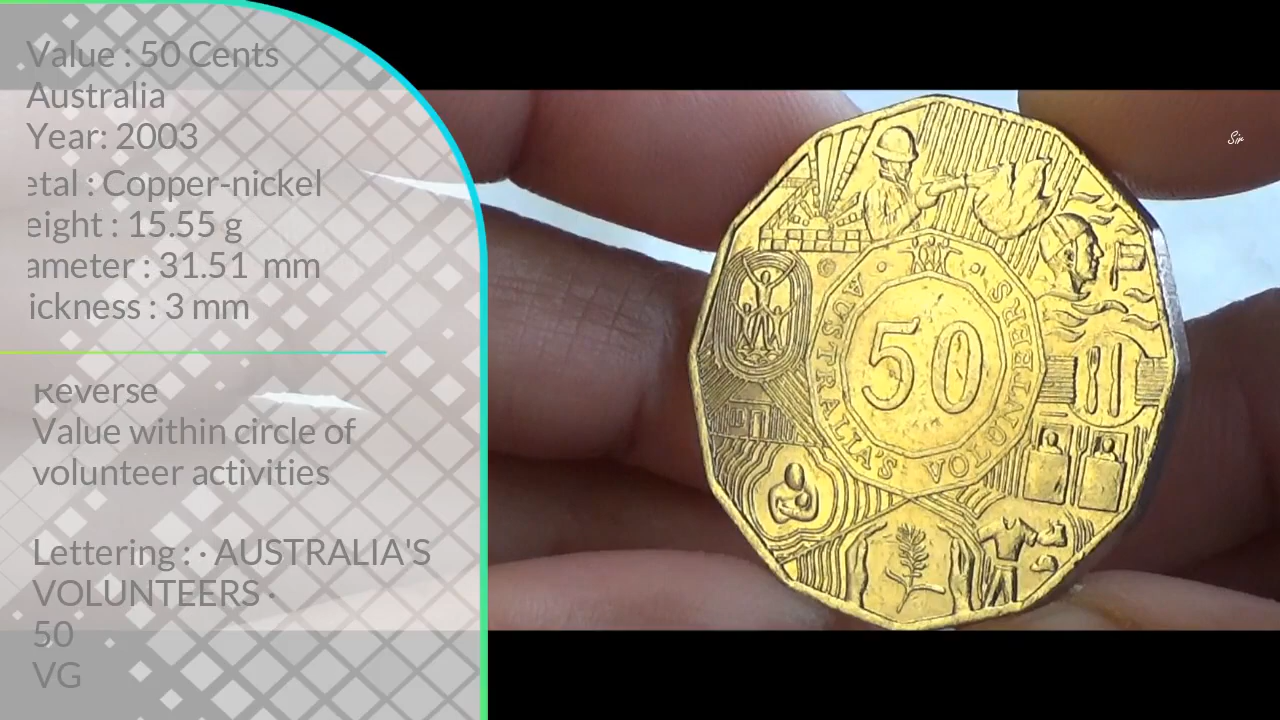 Value : 50 Cents
Australia
Year: 2003
etal : Copper-nickel
eight : 15.55 g
ameter : 31.51 mm
ickness : 3 mm
Reverse
Value within circle of
volunteer activities
Lettering : · AUSTRALIA'S
VOLUNTEERS ·
50
VG
Sir
AUSTRALIA'S VOLUNTEERS
50